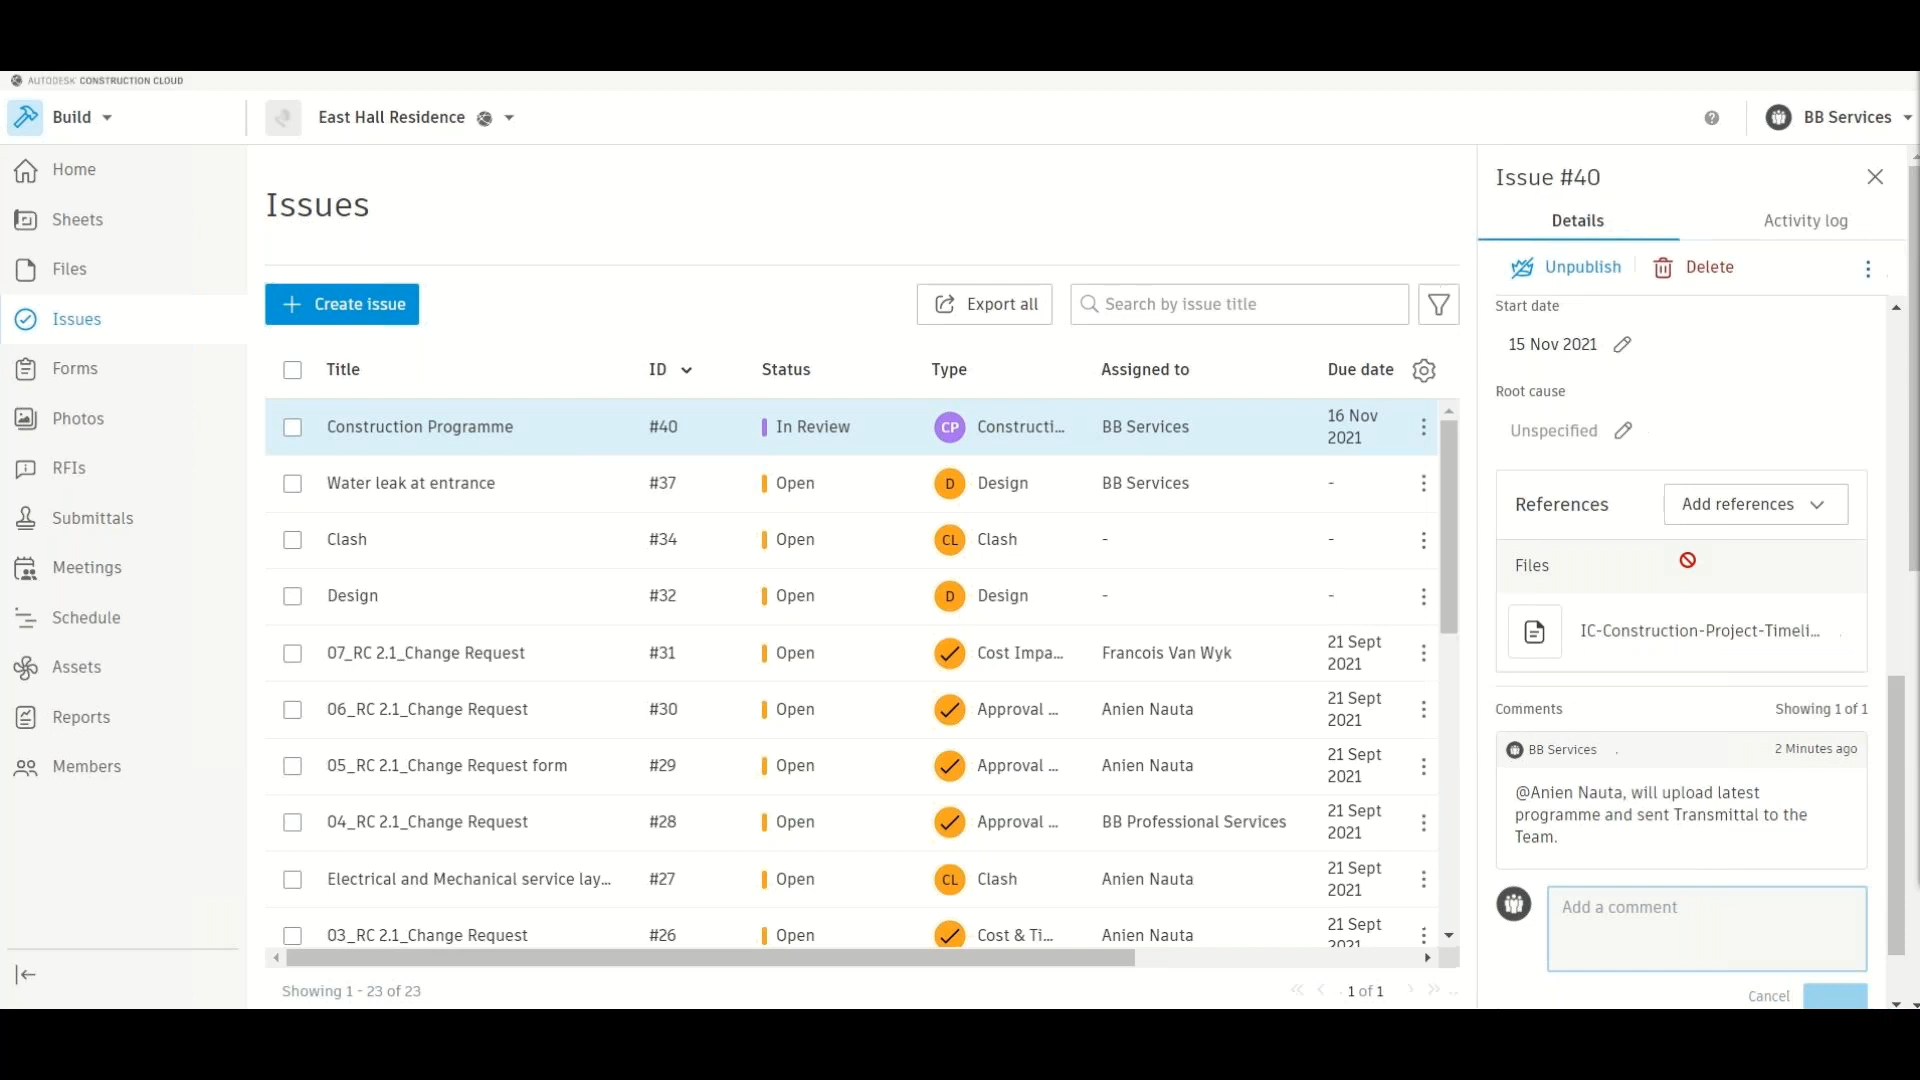 AUTODESK CONSTRUCTION CLOUD
Build
East Hall Residence
BB Services
Home
Sheets
Files
Issues
Forms
Photos
RFIs
Submittals
Meetings
Schedule
Assets
Reports
Members
Issues
Create issue
Export all
Search by issue title
Title ID Status Type Assigned to Due date
Construction Programme #40 In Review CP Constructi... BB Services 16 Nov 2021
Water leak at entrance #37 Open D Design BB Services -
Clash #34 Open CL Clash - -
Design #32 Open D Design - -
07_RC 2.1_Change Request #31 Open Cost Impa... Francois Van Wyk 21 Sept 2021
06_RC 2.1_Change Request #30 Open Approval ... Anien Nauta 21 Sept 2021
05_RC 2.1_Change Request form #29 Open Approval ... Anien Nauta 21 Sept 2021
04_RC 2.1_Change Request #28 Open Approval ... BB Professional Services 21 Sept 2021
Electrical and Mechanical service lay... #27 Open CL Clash Anien Nauta 21 Sept 2021
03_RC 2.1_Change Request #26 Open Cost & Ti... Anien Nauta 21 Sept 2021
Showing 1 - 23 of 23
1 of 1
Issue #40
Details
Activity log
Unpublish
Delete
Start date
15 Nov 2021
Root cause
Unspecified
References
Add references
Files
IC-Construction-Project-Timeli...
Comments
Showing 1 of 1
BB Services
2 Minutes ago
@Anien Nauta, will upload latest
programme and sent Transmittal to the
Team.
Add a comment
Cancel